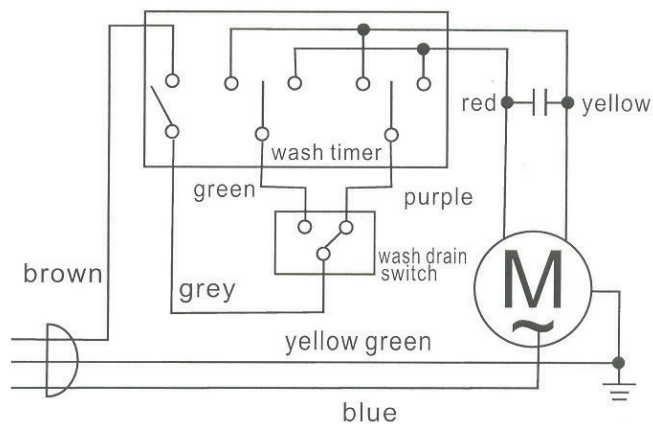 red
yellow
wash timer
green
purple
wash drain
switch
brown
grey
M
~
yellow green
blue